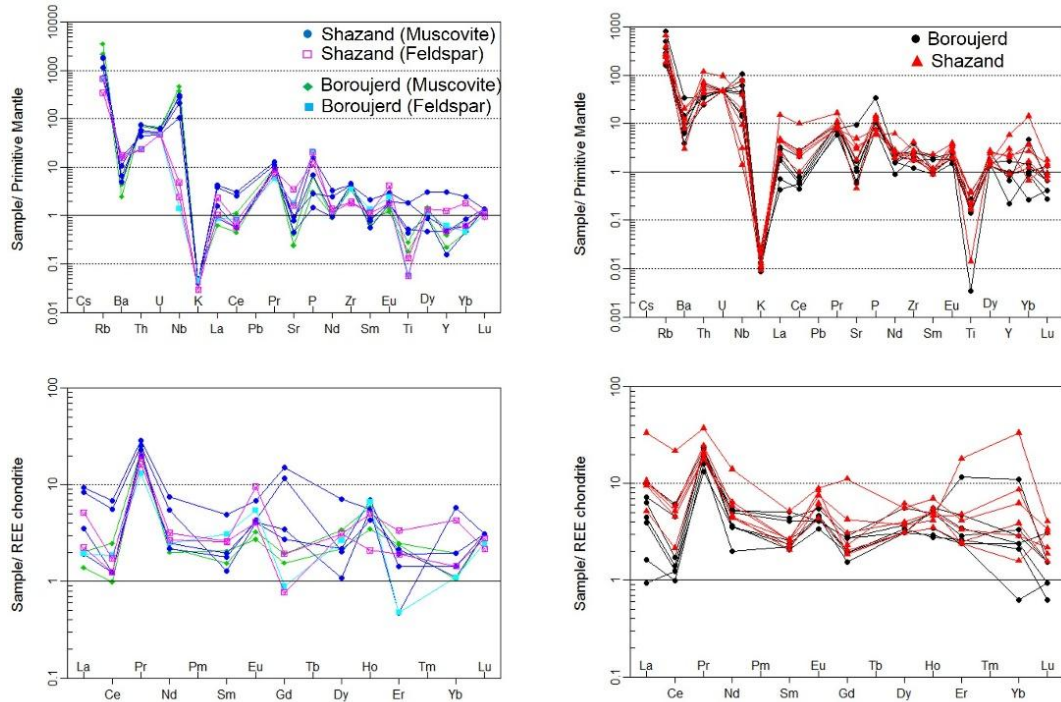 10000
1000
100
10
1
0.1
0.01
Sample/ Primitive Mantle
Shazand (Muscovite)
Shazand (Feldspar)
Boroujerd (Muscovite)
Boroujerd (Feldspar)
Cs Ba U K Ce Pb P Zr Eu Dy Yb
La Pr Sr Nd Sm Ti Y Lu
Rb Th Nb
1000
100
10
1
0.1
0.01
0.001
Sample/ Primitive Mantle
Boroujerd
Shazand
Cs Ba U K Ce Pr P Zr Eu Dy Yb
Rb Th Nb La Pb Sr Nd Sm Ti Y Lu
100
10
1
0.1
Sample/ REE chondrite
La Pr Pm Eu Tb Ho Tm Lu
Ce Nd Sm Gd Dy Er Yb
100
10
1
0.1
Sample/ REE chondrite
La Pr Pm Eu Tb Ho Tm Lu
Ce Nd Sm Gd Dy Er Yb